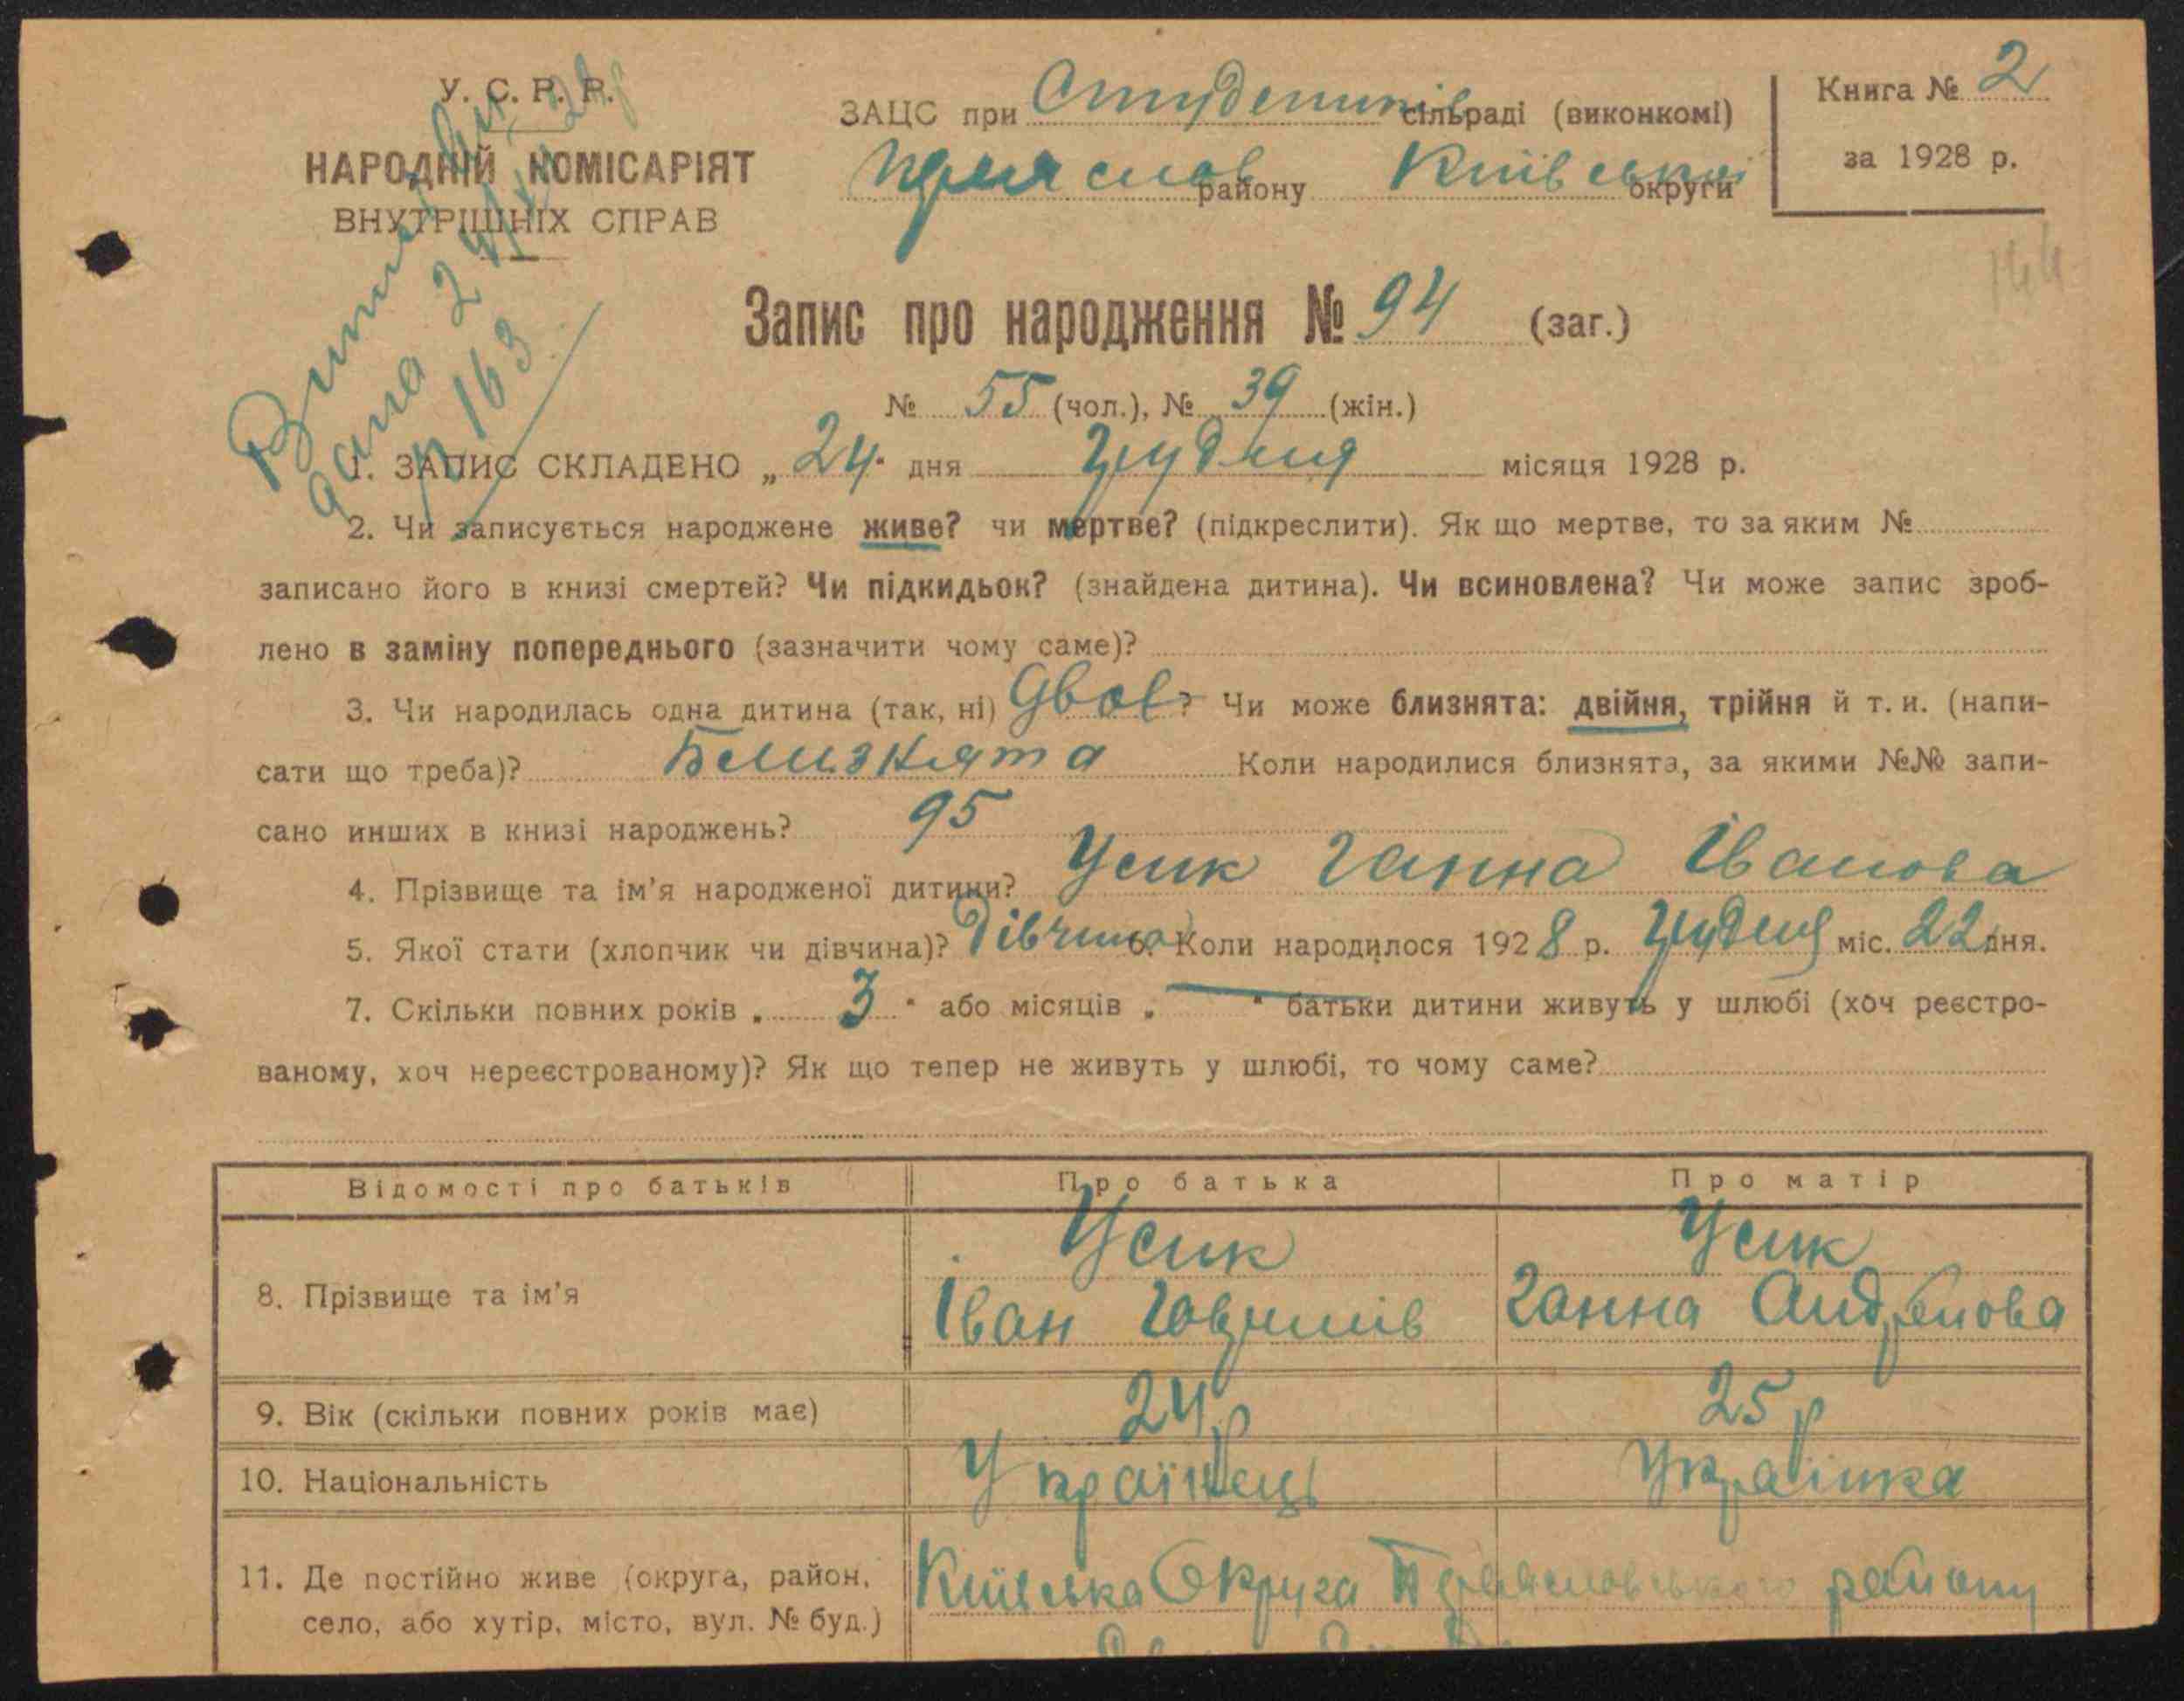 У. С. Р. Р.
НАРОДНІЙ КОМІСАРІЯТ
ВНУТРІШНІХ СПРАВ
ЗАЦС при Студеників сільраді (виконкомі)
району Київської округи
Книга № 2
за 1928 р.
144
дана 24/XII 28 р
№ 163
Запис про народження № 94 (заг.)
№ 55 (чол.), № 39 (жін.)
1. ЗАПИС СКЛАДЕНО „ 24 " дня Грудня місяця 1928 р.
2. Чи записується народжене живе? чи мертве? (підкреслити). Як що мертве, то за яким №
записано його в книзі смертей? Чи підкидьок? (знайдена дитина). Чи всиновлена? Чи може запис зроб-
лено в заміну попереднього (зазначити чому саме)?
3. Чи народилась одна дитина (так, ні) Двоє ? Чи може близнята: двійня, трійня й т. и. (напи-
сати що треба)? Близнята Коли народилися близнята, за якими №№ запи-
сано инших в книзі народжень? 95
4. Прізвище та ім'я народженої дитини? Усик Ганна Іванова
5. Якої стати (хлопчик чи дівчина)? Дівчина 6. Коли народилося 1928 р. Грудня міс. 22 дня.
7. Скільки повних років „ 3 " або місяців „ — " батьки дитини живуть у шлюбі (хоч реєстро-
ваному, хоч нереєстрованому)? Як що тепер не живуть у шлюбі, то чому саме?
Відомості про батьків Про батька Про матір
8. Прізвище та ім'я Усик Усик
Іван Гаврилів Ганна Андреєнова
9. Вік (скільки повних років має) 24 р 25 р
10. Національність Українець Українка
11. Де постійно живе (округа, район, Київська Округа Переяславського району
село, або хутір, місто, вул. № буд.)